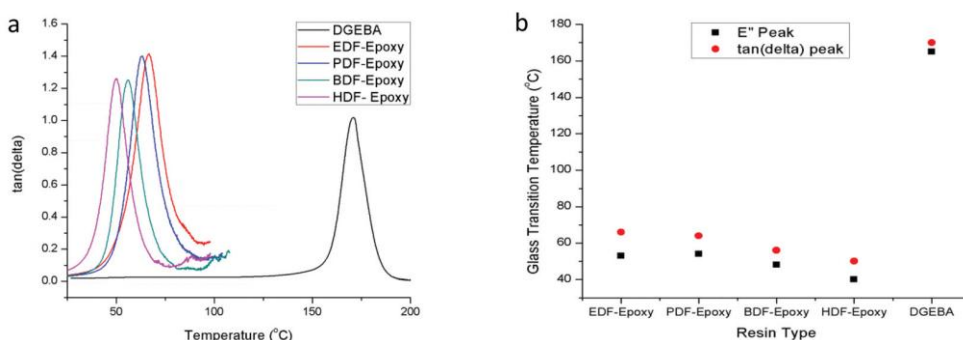 a
1.6
1.4
1.2
1.0
0.8
0.6
0.4
0.2
0.0
tan(delta)
DGEBA
EDF-Epoxy
PDF-Epoxy
BDF-Epoxy
HDF- Epoxy
50
100
150
200
Temperature (°C)
b
180
160
140
120
100
80
60
40
Glass Transition Temperature (°C)
E" Peak
tan(delta) peak
EDF-Epoxy PDF-Epoxy BDF-Epoxy HDF-Epoxy DGEBA
Resin Type